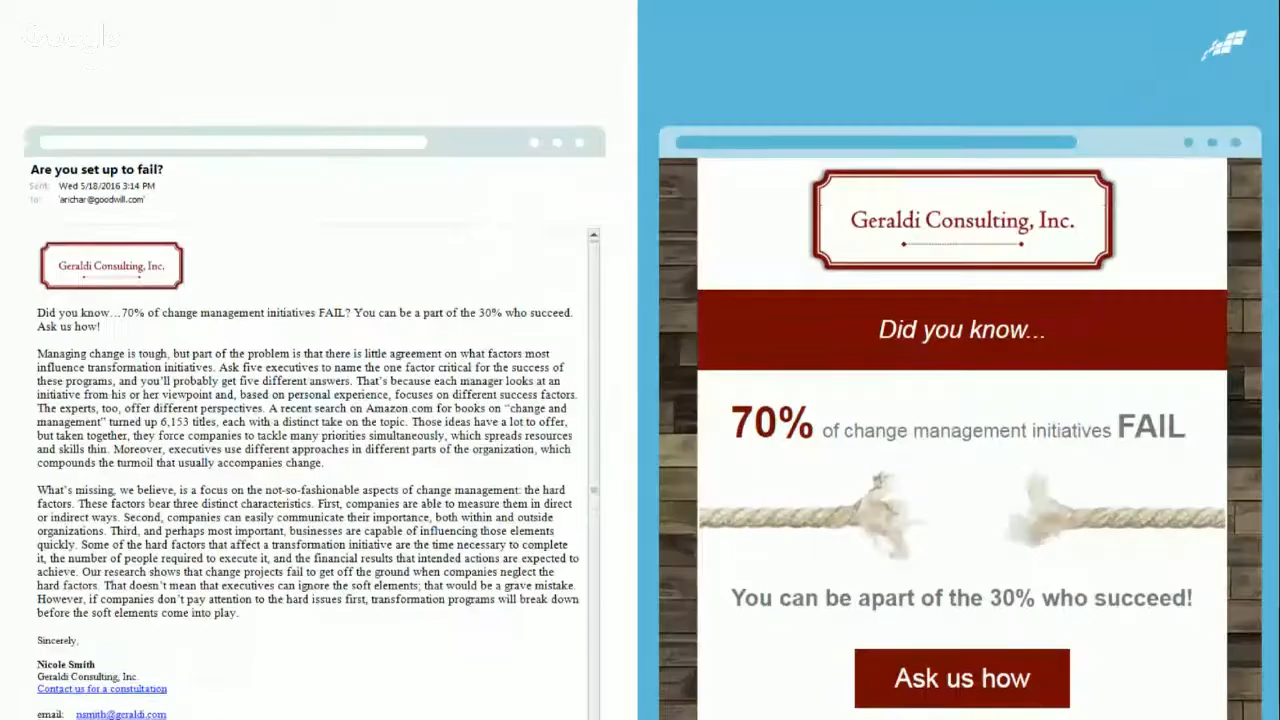 Google
Are you set up to fail?
Sent: Wed 5/18/2016 3:14 PM
To: 'arichar@goodwill.com'
Geraldi Consulting, Inc.
Did you know...70% of change management initiatives FAIL? You can be a part of the 30% who succeed.
Ask us how!
Managing change is tough, but part of the problem is that there is little agreement on what factors most
influence transformation initiatives. Ask five executives to name the one factor critical for the success of
these programs, and you'll probably get five different answers. That's because each manager looks at an
initiative from his or her viewpoint and, based on personal experience, focuses on different success factors.
The experts, too, offer different perspectives. A recent search on Amazon.com for books on "change and
management" turned up 6,153 titles, each with a distinct take on the topic. Those ideas have a lot to offer,
but taken together, they force companies to tackle many priorities simultaneously, which spreads resources
and skills thin. Moreover, executives use different approaches in different parts of the organization, which
compounds the turmoil that usually accompanies change.
What's missing, we believe, is a focus on the not-so-fashionable aspects of change management: the hard
factors. These factors bear three distinct characteristics. First, companies are able to measure them in direct
or indirect ways. Second, companies can easily communicate their importance, both within and outside
organizations. Third, and perhaps most important, businesses are capable of influencing those elements
quickly. Some of the hard factors that affect a transformation initiative are the time necessary to complete
it, the number of people required to execute it, and the financial results that intended actions are expected to
achieve. Our research shows that change projects fail to get off the ground when companies neglect the
hard factors. That doesn't mean that executives can ignore the soft elements; that would be a grave mistake.
However, if companies don't pay attention to the hard issues first, transformation programs will break down
before the soft elements come into play.
Sincerely,
Nicole Smith
Geraldi Consulting, Inc.
Contact us for a constultation
email: nsmith@geraldi.com
Geraldi Consulting, Inc.
Did you know...
70% of change management initiatives FAIL
You can be apart of the 30% who succeed!
Ask us how